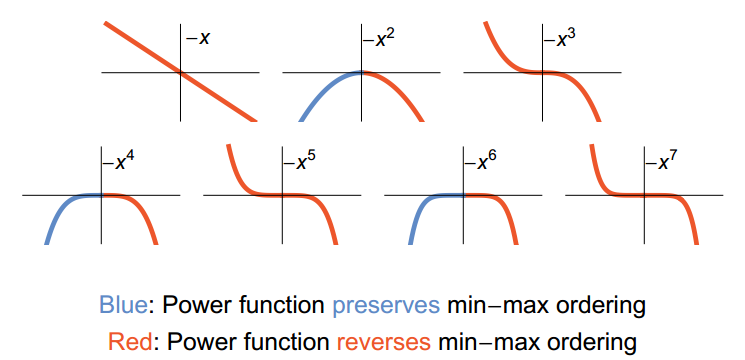 −x
−x²
−x³
−x⁴
−x⁵
−x⁶
−x⁷
Blue: Power function preserves min−max ordering
Red: Power function reverses min−max ordering